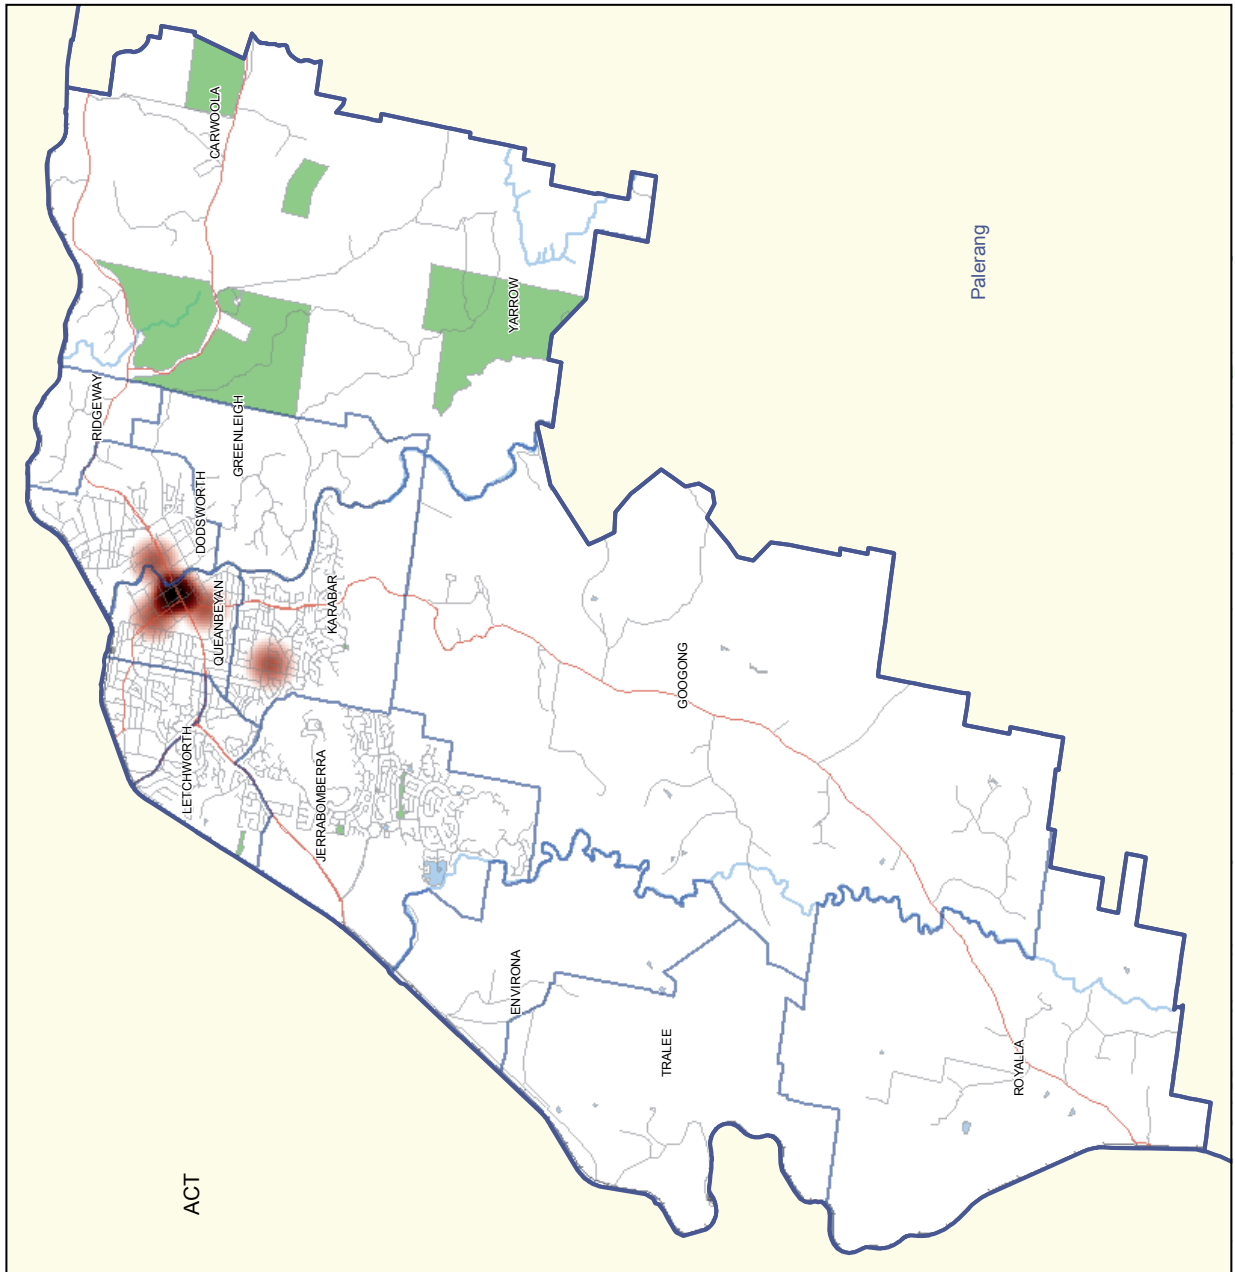 CARWOOLA
YARROW
Palerang
RIDGEWAY
GREENLEIGH
DODSWORTH
QUEANBEYAN
KARABAR
GOOGONG
LETCHWORTH
JERRABOMBERRA
ENVIRONA
TRALEE
ROYALLA
ACT